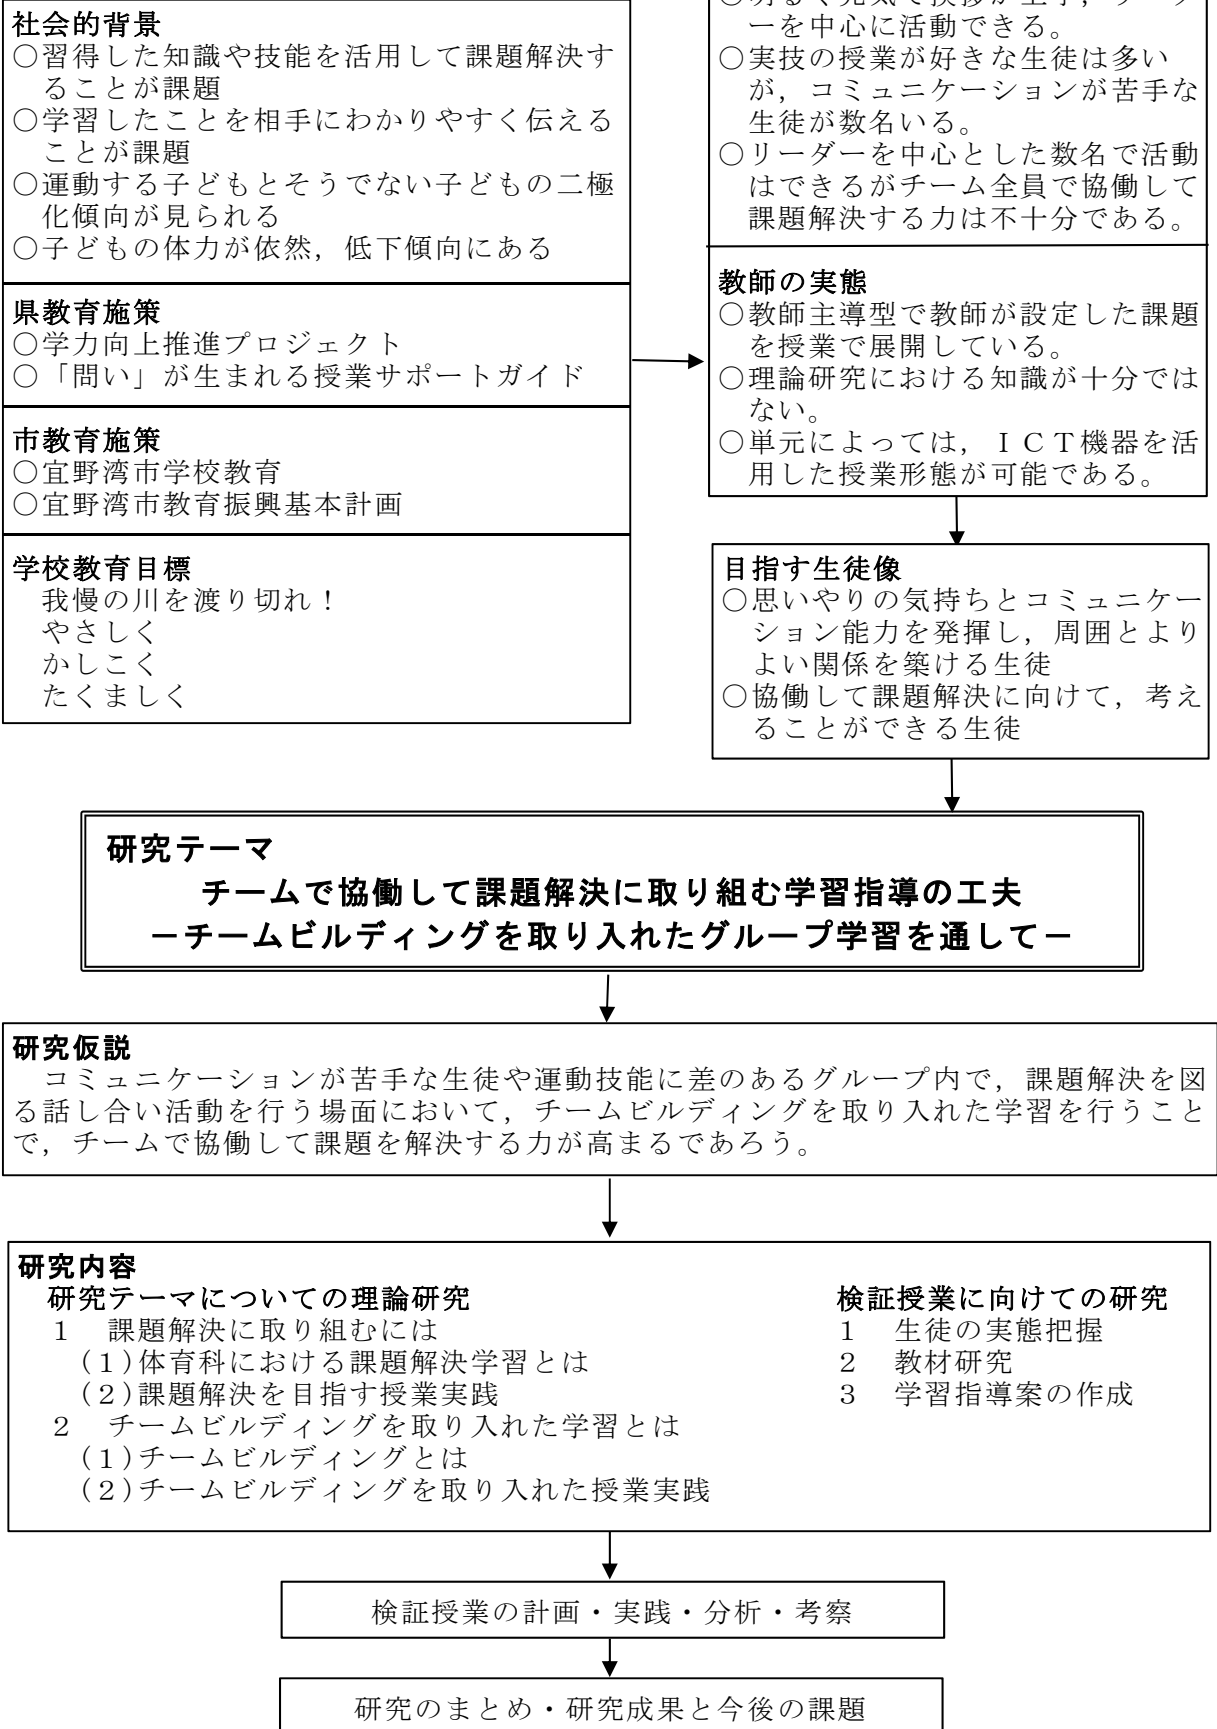 社会的背景
○習得した知識や技能を活用して課題解決す
ることが課題
○学習したことを相手にわかりやすく伝える
ことが課題
○運動する子どもとそうでない子どもの二極
化傾向が見られる
○子どもの体力が依然,低下傾向にある
県教育施策
○学力向上推進プロジェクト
○「問い」が生まれる授業サポートガイド
市教育施策
○宜野湾市学校教育
○宜野湾市教育振興基本計画
学校教育目標
我慢の川を渡り切れ!
やさしく
かしこく
たくましく
ーを中心に活動できる。
○実技の授業が好きな生徒は多い
が,コミュニケーションが苦手な
生徒が数名いる。
○リーダーを中心とした数名で活動
はできるがチーム全員で協働して
課題解決する力は不十分である。
教師の実態
○教師主導型で教師が設定した課題
を授業で展開している。
○理論研究における知識が十分では
ない。
○単元によっては,ICT機器を活
用した授業形態が可能である。
目指す生徒像
○思いやりの気持ちとコミュニケー
ション能力を発揮し,周囲とより
よい関係を築ける生徒
○協働して課題解決に向けて,考え
ることができる生徒
研究テーマ
チームで協働して課題解決に取り組む学習指導の工夫
-チームビルディングを取り入れたグループ学習を通して-
研究仮説
コミュニケーションが苦手な生徒や運動技能に差のあるグループ内で,課題解決を図
る話し合い活動を行う場面において,チームビルディングを取り入れた学習を行うこと
で,チームで協働して課題を解決する力が高まるであろう。
研究内容
研究テーマについての理論研究
1 課題解決に取り組むには
(1)体育科における課題解決学習とは
(2)課題解決を目指す授業実践
2 チームビルディングを取り入れた学習とは
(1)チームビルディングとは
(2)チームビルディングを取り入れた授業実践
検証授業に向けての研究
1 生徒の実態把握
2 教材研究
3 学習指導案の作成
検証授業の計画・実践・分析・考察
研究のまとめ・研究成果と今後の課題